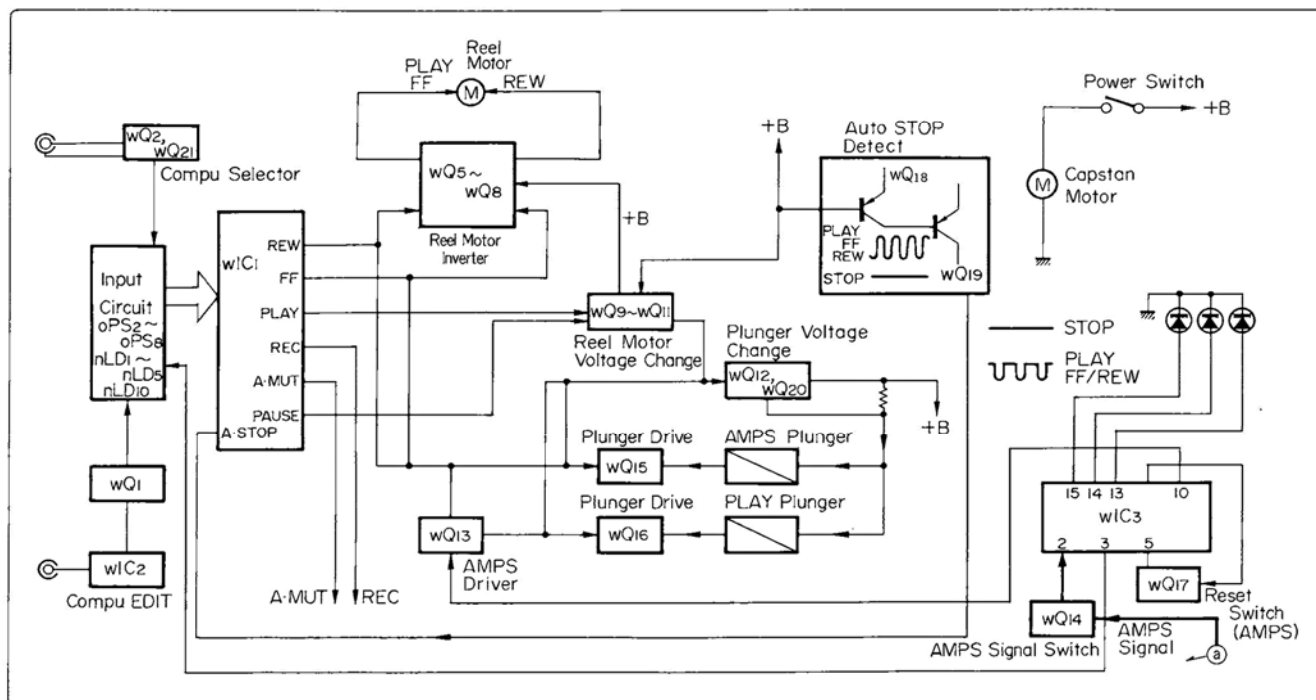 Reel
Motor
PLAY
FF
M
REW
Power Switch
+B
wQ2,
wQ21
Compu Selector
+B
Auto STOP
Detect
wQ18
PLAY
FF
REW
STOP
wQ19
M
Capstan
Motor
wQ5~
wQ8
Reel Motor
Inverter
+B
Input
Circuit
oPS2~
oPS8
nLD1~
nLD5
nLD10
wIC1
REW
FF
PLAY
REC
A·MUT
PAUSE
A·STOP
wQ9~wQ11
Reel Motor
Voltage Change
Plunger Voltage
Change
wQ12,
wQ20
+B
STOP
PLAY
FF/REW
Plunger Drive
wQ15
AMPS Plunger
Plunger Drive
wQ16
PLAY Plunger
wQ1
wQ13
AMPS
Driver
wIC2
Compu EDIT
A·MUT
REC
15 14 13 10
wIC3
2 3 5
wQ17
Reset
Switch
(AMPS)
wQ14
AMPS Signal Switch
AMPS
Signal
a